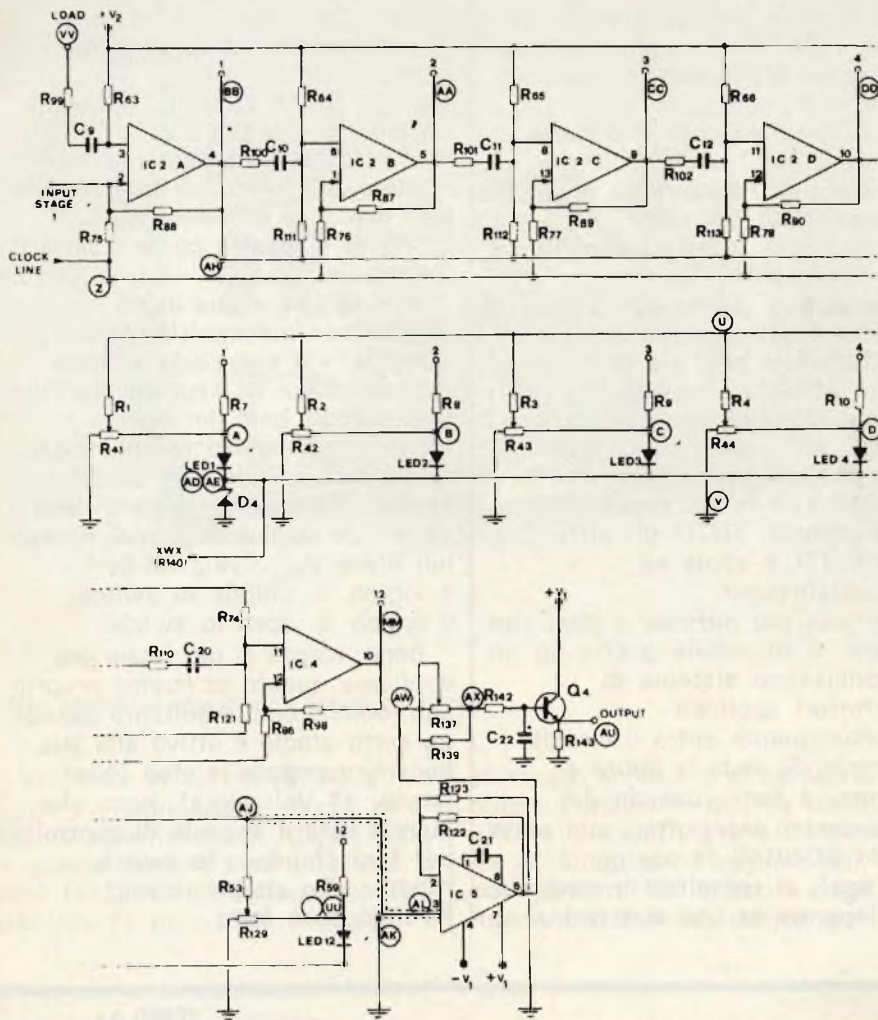 LOAD +V2
VV
1 2 3 4
R99 R63 BB R64 AA R65 CC R66 DD
C9 C10 C11 C12
3 IC 2 A 4 R100 6 IC 2 B 5 R101 8 IC 2 C 9 R102 11 IC 2 D 10
2 1 13 12
INPUT
STAGE
1
R88 R87 R89 R90
R75 R111 R76 R112 R77 R113 R78
CLOCK
LINE
AH
Z
U
1 2 3 4
R1 R7 R2 R8 R3 R9 R4 R10
A B C D
R41 R42 R43 R44
LED1 LED2 LED3 LED4
AD AE
D4 V
XWX
(R140)
12 +V1
R74 MM
R110 C20 11 IC 4 10
12
AW AX R142 Q4
R121 R137 OUTPUT
R86 R98 C22 R143 AU
R139
R123
AJ 12 R122
C21
R53 R59 1 8
UU AL 3 IC 5 6
R129 LED12 AK 4 7
-V1 +V1